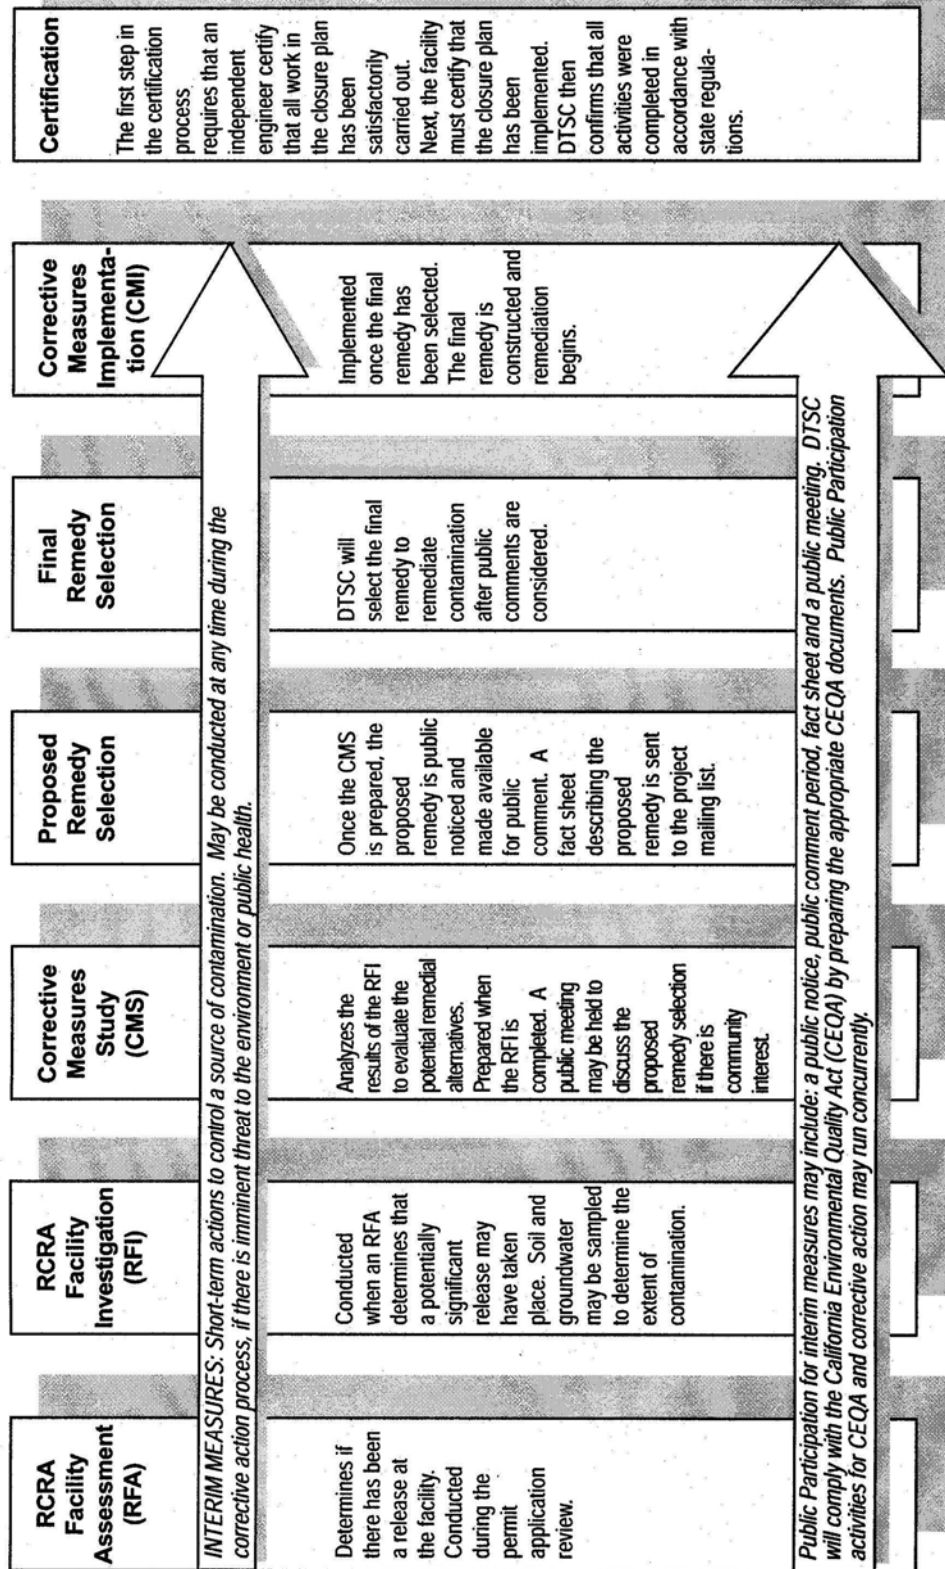 RCRA
Facility
Assessment
(RFA)
Determines if
there has been
a release at
the facility.
Conducted
during the
permit
application
review.
RCRA
Facility
Investigation
(RFI)
Conducted
when an RFA
determines that
a potentially
significant
release may
have taken
place. Soil and
groundwater
may be sampled
to determine the
extent of
contamination.
Corrective
Measures
Study
(CMS)
Analyzes the
results of the RFI
to evaluate the
potential remedial
alternatives.
Prepared when
the RFI is
completed. A
public meeting
may be held to
discuss the
proposed
remedy selection
if there is
community
interest.
Proposed
Remedy
Selection
Once the CMS
is prepared, the
proposed
remedy is public
noticed and
made available
for public
comment. A
fact sheet
describing the
proposed
remedy is sent
to the project
mailing list.
Final
Remedy
Selection
DTSC will
select the final
remedy to
remediate
contamination
after public
comments are
considered.
Corrective
Measures
Implementa-
tion (CMI)
Implemented
once the final
remedy has
been selected.
The final
remedy is
constructed and
remediation
begins.
Certification
The first step in
the certification
process
requires that an
independent
engineer certify
that all work in
the closure plan
has been
satisfactorily
carried out.
Next, the facility
must certify that
the closure plan
has been
implemented.
DTSC then
confirms that all
activities were
completed in
accordance with
state regula-
tions.
INTERIM MEASURES: Short-term actions to control a source of contamination. May be conducted at any time during the
corrective action process, if there is imminent threat to the environment or public health.
Public Participation for interim measures may include: a public notice, public comment period, fact sheet and a public meeting. DTSC
will comply with the California Environmental Quality Act (CEQA) by preparing the appropriate CEQA documents. Public Participation
activities for CEQA and corrective action may run concurrently.